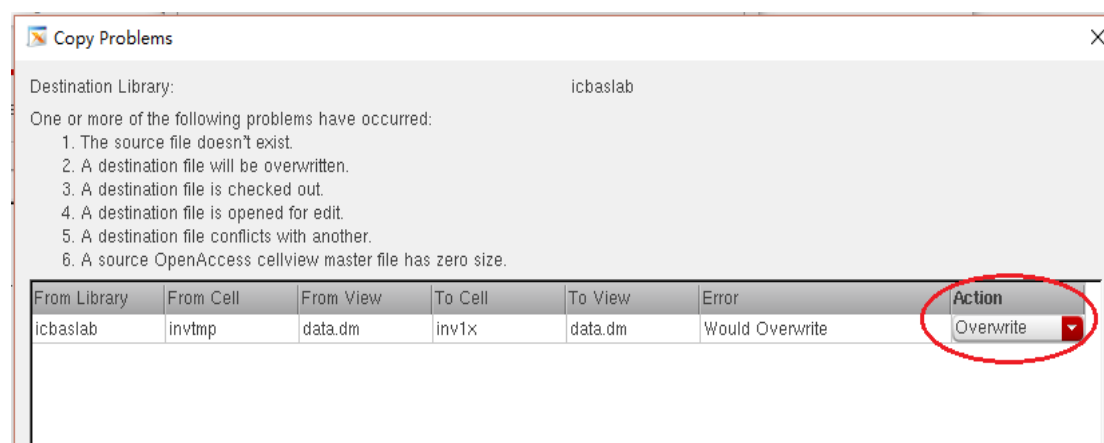 Copy Problems
Destination Library: icbaslab
One or more of the following problems have occurred:
1. The source file doesn't exist.
2. A destination file will be overwritten.
3. A destination file is checked out.
4. A destination file is opened for edit.
5. A destination file conflicts with another.
6. A source OpenAccess cellview master file has zero size.
From Library From Cell From View To Cell To View Error Action
icbaslab invtmp data.dm inv1x data.dm Would Overwrite Overwrite